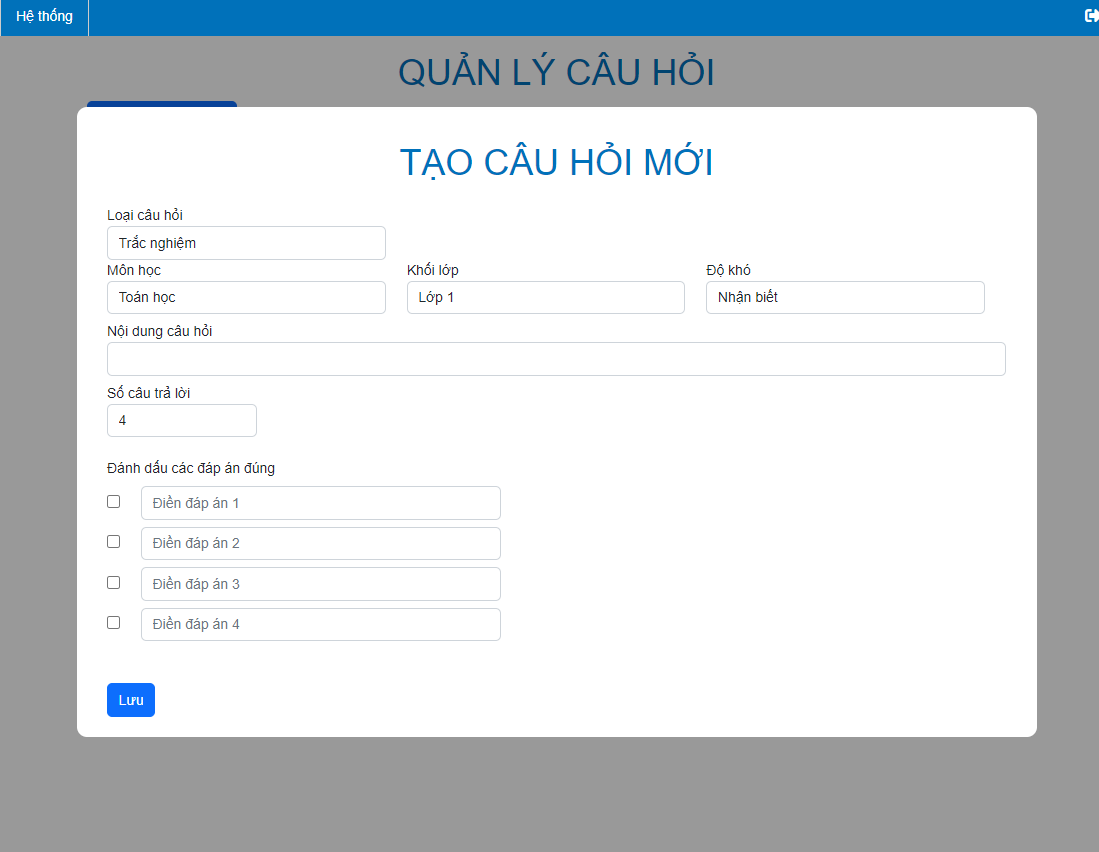 Hệ thống
QUẢN LÝ CÂU HỎI
TẠO CÂU HỎI MỚI
Loại câu hỏi
Trắc nghiệm
Môn học Khối lớp Độ khó
Toán học Lớp 1 Nhận biết
Nội dung câu hỏi
Số câu trả lời
4
Đánh dấu các đáp án đúng
Điền đáp án 1
Điền đáp án 2
Điền đáp án 3
Điền đáp án 4
Lưu